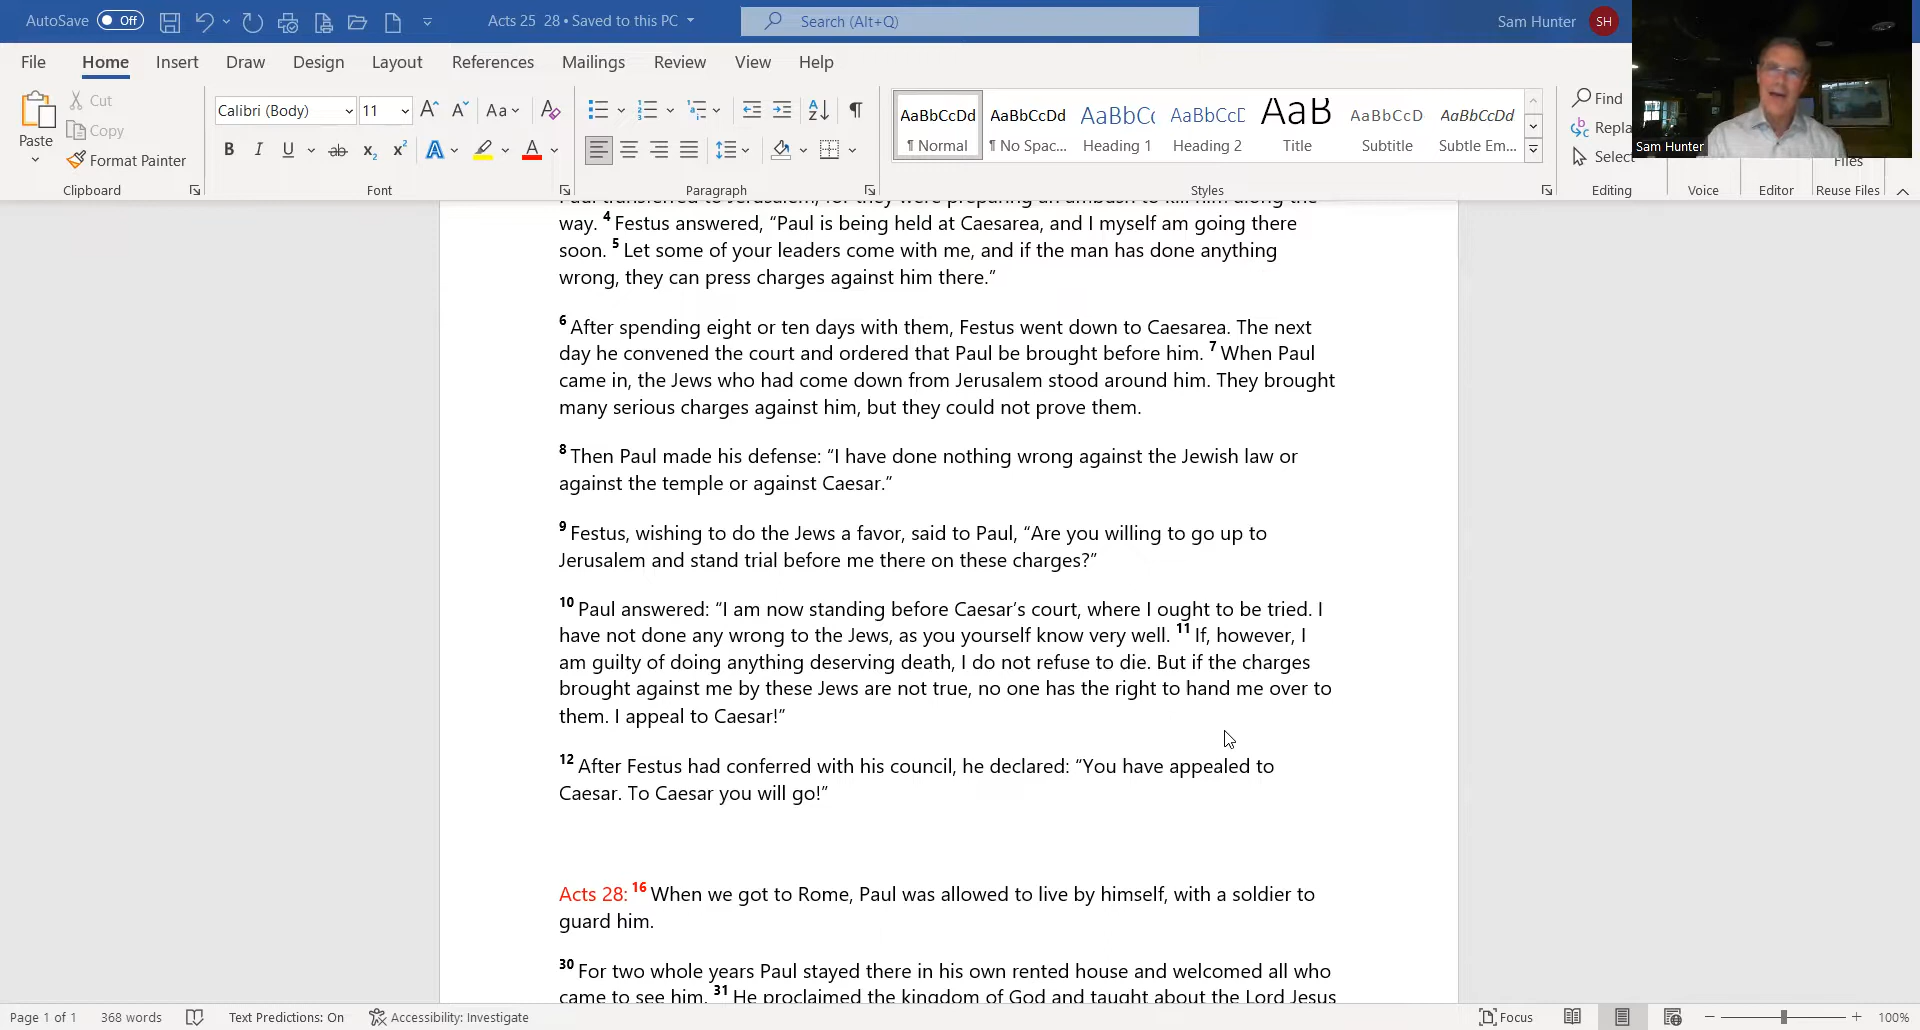 AutoSave Off Acts 25 28 • Saved to this PC Search (Alt+Q) Sam Hunter SH
File Home Insert Draw Design Layout References Mailings Review View Help
Paste Cut Copy Format Painter
Calibri (Body) 11 Aa
AaBbCcDd AaBbCcDd AaBbCc AaBbCcD AaB AaBbCcD AaBbCcDd
¶ Normal ¶ No Spac... Heading 1 Heading 2 Title Subtitle Subtle Em...
Find
Repla
Select
Sam Hunter
Files
Clipboard Font Paragraph Styles Editing Voice Editor Reuse Files
Paul transferred to Jerusalem, for they were preparing an ambush to kill him along the
way. 4 Festus answered, “Paul is being held at Caesarea, and I myself am going there
soon. 5 Let some of your leaders come with me, and if the man has done anything
wrong, they can press charges against him there.”
6 After spending eight or ten days with them, Festus went down to Caesarea. The next
day he convened the court and ordered that Paul be brought before him. 7 When Paul
came in, the Jews who had come down from Jerusalem stood around him. They brought
many serious charges against him, but they could not prove them.
8 Then Paul made his defense: “I have done nothing wrong against the Jewish law or
against the temple or against Caesar.”
9 Festus, wishing to do the Jews a favor, said to Paul, “Are you willing to go up to
Jerusalem and stand trial before me there on these charges?”
10 Paul answered: “I am now standing before Caesar’s court, where I ought to be tried. I
have not done any wrong to the Jews, as you yourself know very well. 11 If, however, I
am guilty of doing anything deserving death, I do not refuse to die. But if the charges
brought against me by these Jews are not true, no one has the right to hand me over to
them. I appeal to Caesar!”
12 After Festus had conferred with his council, he declared: “You have appealed to
Caesar. To Caesar you will go!”
Acts 28: 16 When we got to Rome, Paul was allowed to live by himself, with a soldier to
guard him.
30 For two whole years Paul stayed there in his own rented house and welcomed all who
came to see him. 31 He proclaimed the kingdom of God and taught about the Lord Jesus
Page 1 of 1 368 words Text Predictions: On Accessibility: Investigate Focus 100%